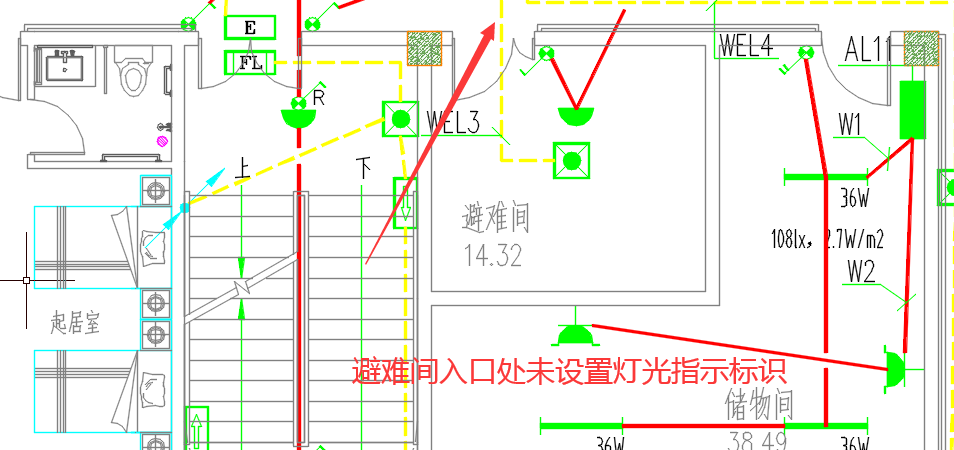 E
FL
R
WEL3
WEL4
AL11
W1
36W
上
下
避难间
14.32
108lx, 2.7W/m2
W2
N
起居室
避难间入口处未设置灯光指示标识
储物间
38.49
36W
36W